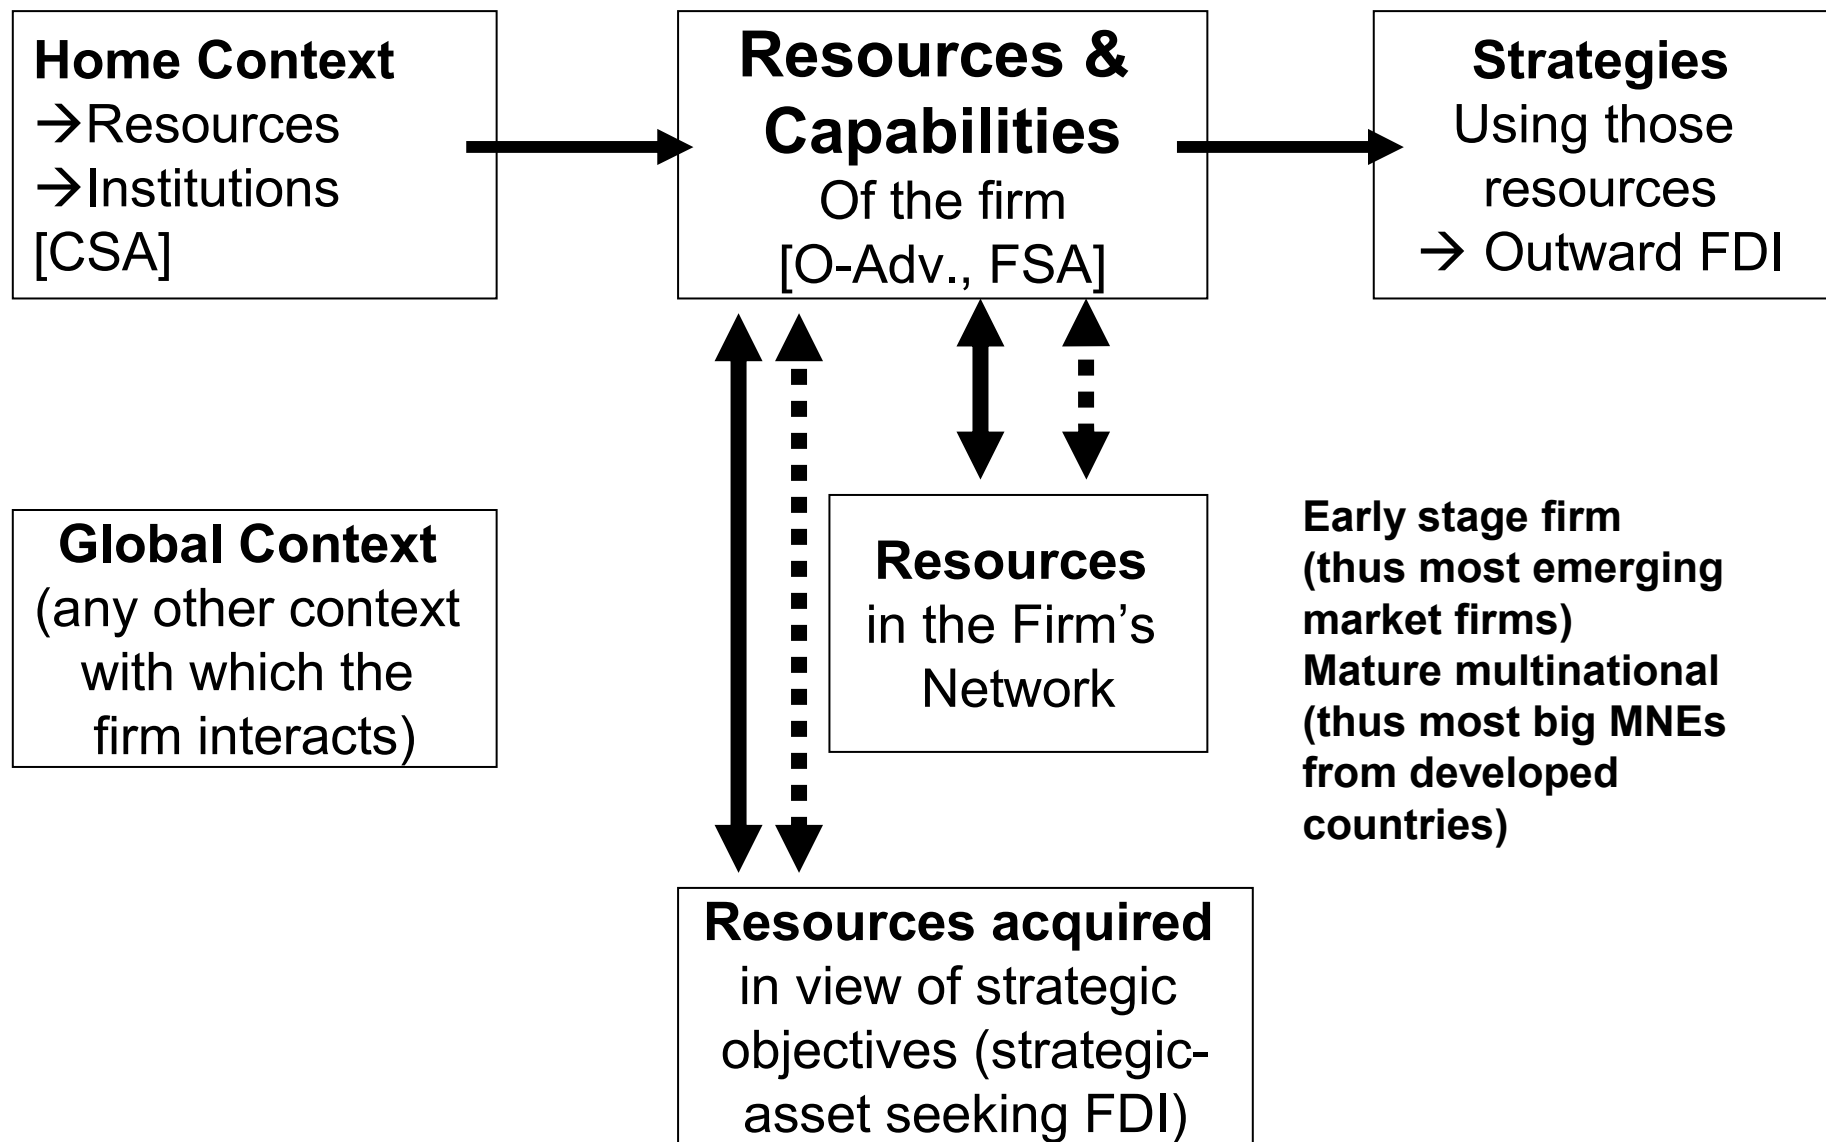 Home Context
→Resources
→Institutions
[CSA]
Resources &
Capabilities
Of the firm
[O-Adv., FSA]
Strategies
Using those
resources
→ Outward FDI
Global Context
(any other context
with which the
firm interacts)
Resources
in the Firm’s
Network
Early stage firm
(thus most emerging
market firms)
Mature multinational
(thus most big MNEs
from developed
countries)
Resources acquired
in view of strategic
objectives (strategic-
asset seeking FDI)